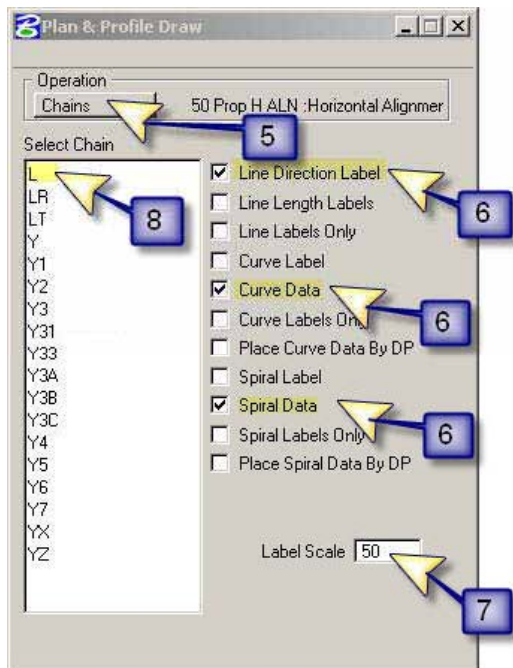 Plan & Profile Draw
Operation
Chains 50 Prop H ALN :Horizontal Alignmer
5
Select Chain
L
LR
LT
Y
Y1
Y2
Y3
Y31
Y33
Y3A
Y3B
Y3C
Y4
Y5
Y6
Y7
YX
YZ
8
Line Direction Label
6
Line Length Labels
Line Labels Only
Curve Label
Curve Data
6
Curve Labels Only
Place Curve Data By DP
Spiral Label
Spiral Data
6
Spiral Labels Only
Place Spiral Data By DP
Label Scale 50
7